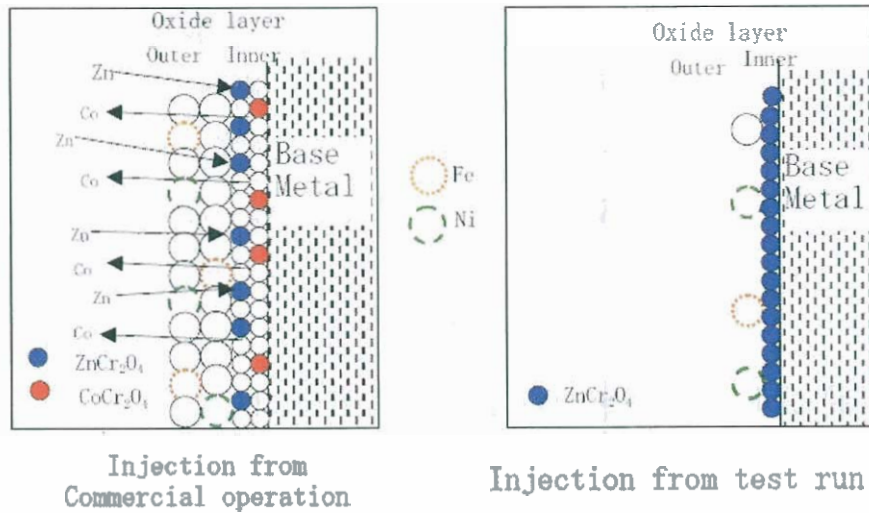 Oxide layer
Outer Inner
Zn
Co
Zn
Co
Zn
Co
Zn
Co
Base
Metal
ZnCr₂O₄
CoCr₂O₄
Injection from
Commercial operation
Fe
Ni
Oxide layer
Outer Inner
Base
Metal
ZnCr₂O₄
Injection from test run